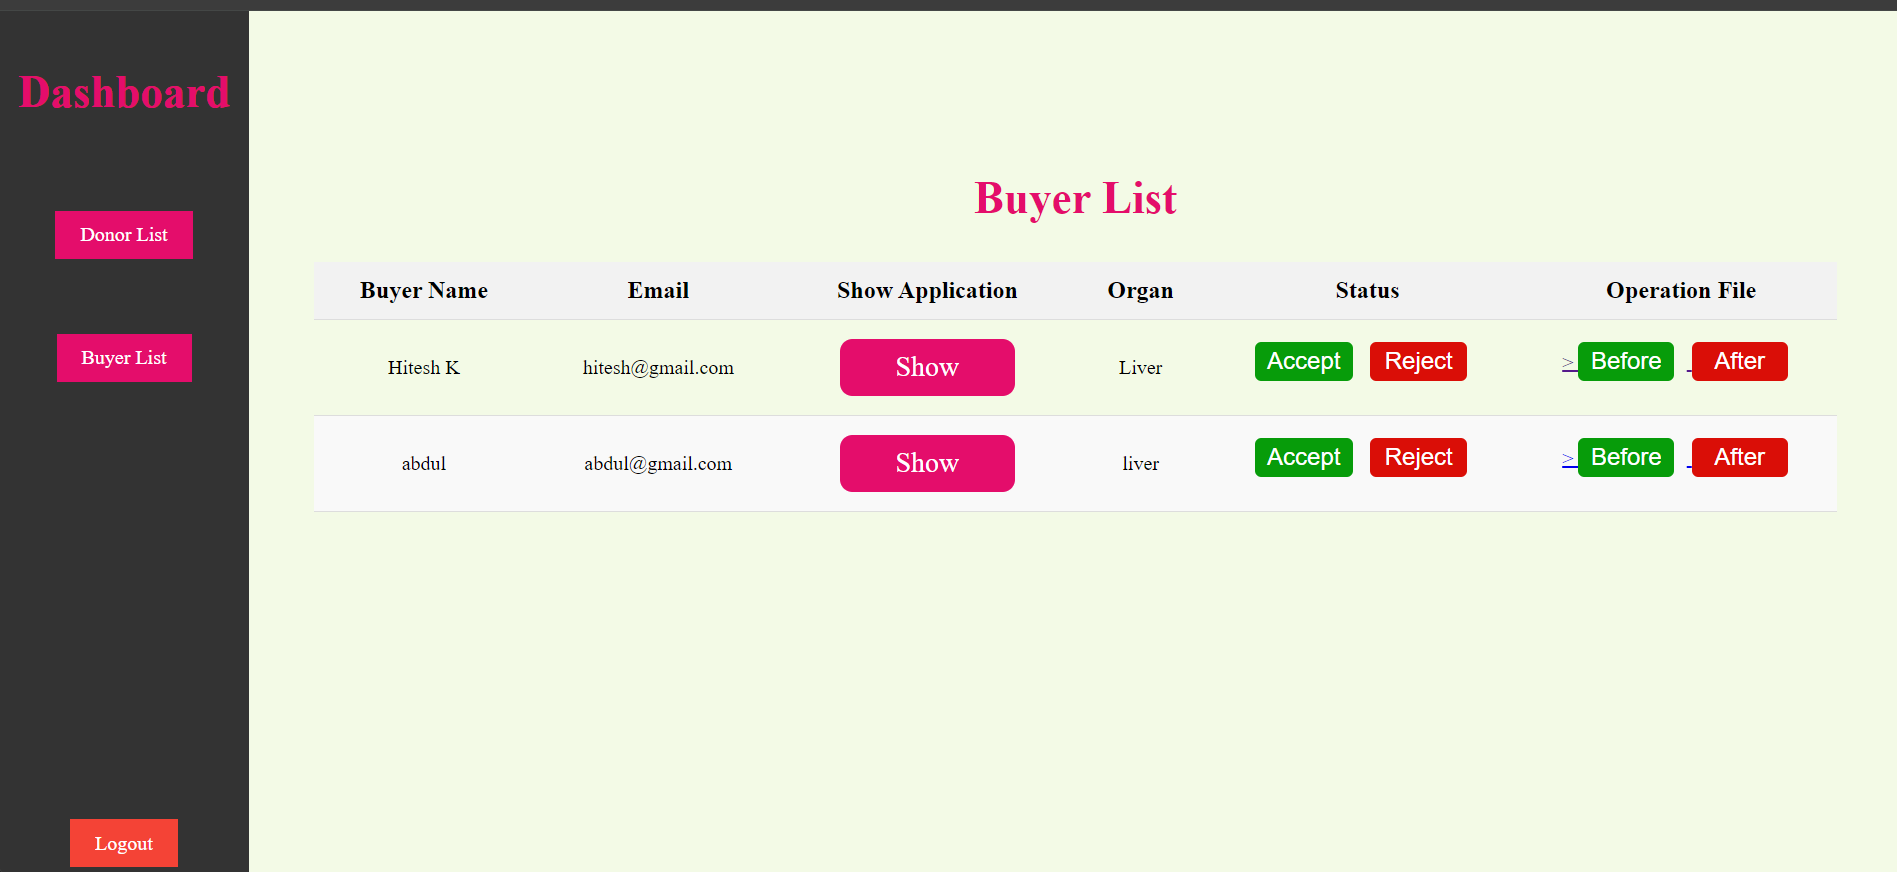 Dashboard
Donor List
Buyer List
Logout
Buyer List
Buyer Name Email Show Application Organ Status Operation File
Hitesh K hitesh@gmail.com Show Liver Accept Reject > Before After
abdul abdul@gmail.com Show liver Accept Reject > Before After